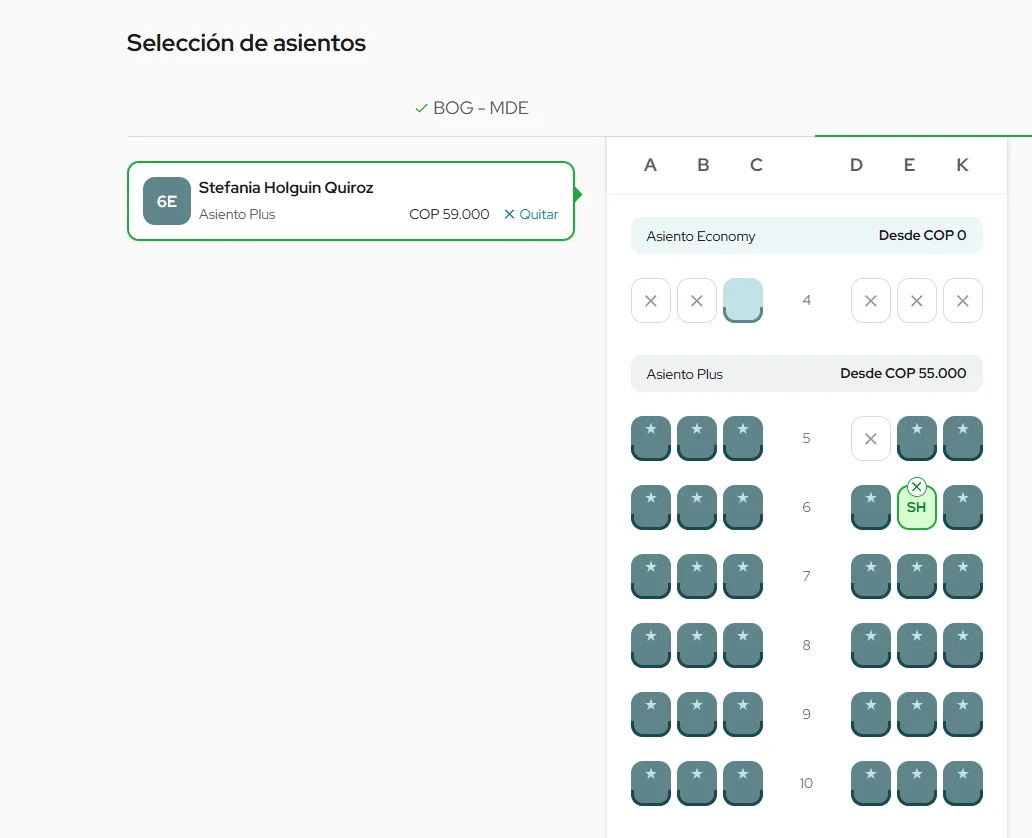 Selección de asientos
BOG - MDE
6E
Stefania Holguin Quiroz
Asiento Plus
COP 59.000
Quitar
A B C D E K
Asiento Economy Desde COP 0
4
Asiento Plus Desde COP 55.000
5
6 SH
7
8
9
10